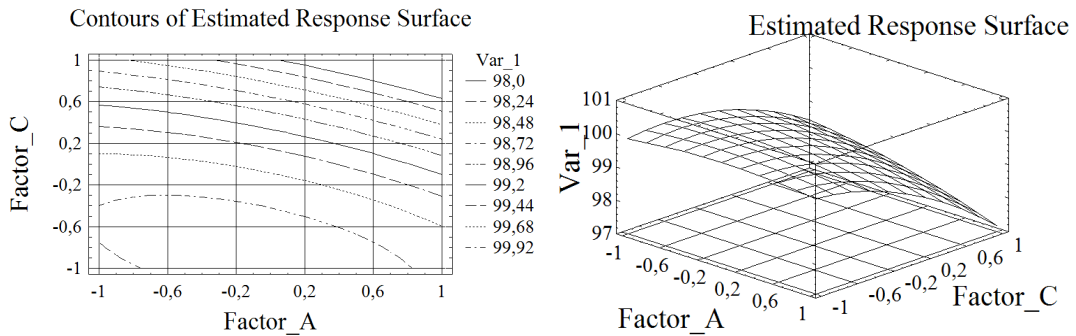 Contours of Estimated Response Surface
Var_1
98,0
98,24
98,48
98,72
98,96
99,2
99,44
99,68
99,92
Factor_C
1
0,6
0,2
-0,2
-0,6
-1
-1 -0,6 -0,2 0,2 0,6 1
Factor_A
Estimated Response Surface
Var_1
101
100
99
98
97
-1 -0,6 -0,2 0,2 0,6 1
Factor_A
-1 -0,6 -0,2 0,2 0,6 1
Factor_C